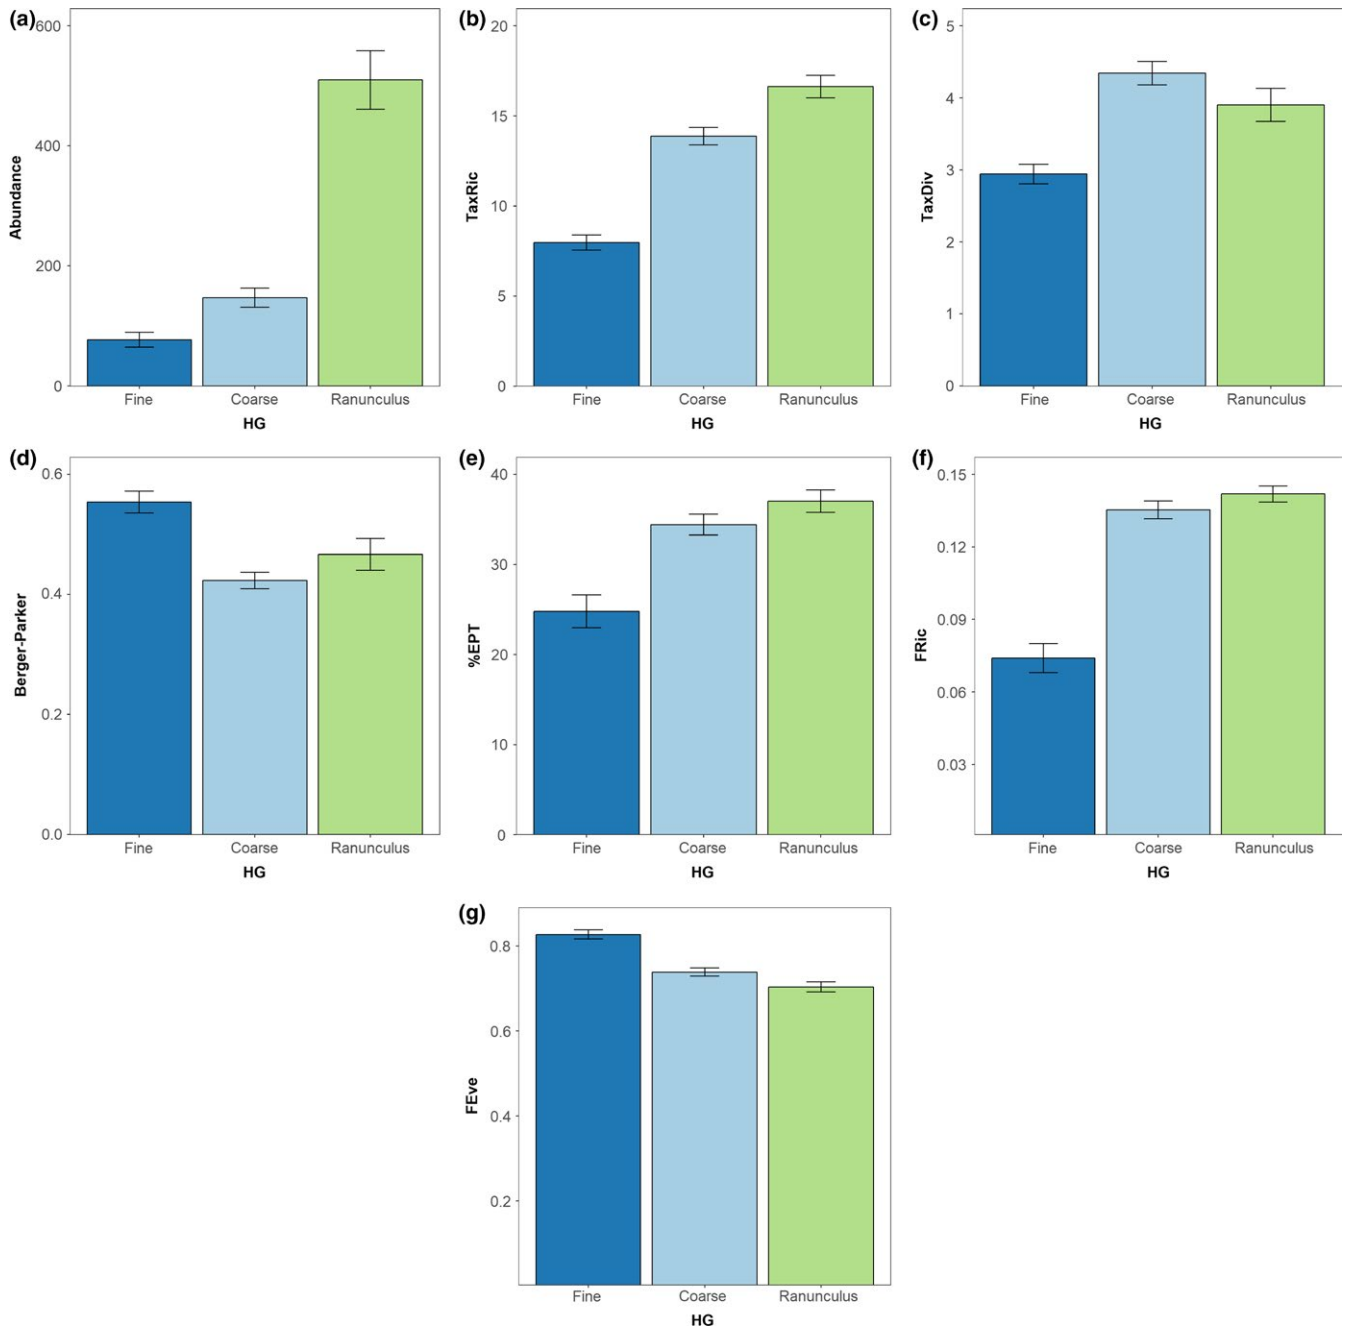 (a)
600
400
200
0
Abundance
Fine Coarse Ranunculus
HG
(b)
20
15
10
5
0
TaxRic
Fine Coarse Ranunculus
HG
(c)
5
4
3
2
1
0
TaxDiv
Fine Coarse Ranunculus
HG
(d)
0.6
0.4
0.2
0.0
Berger-Parker
Fine Coarse Ranunculus
HG
(e)
40
30
20
10
0
%EPT
Fine Coarse Ranunculus
HG
(f)
0.15
0.12
0.09
0.06
0.03
FRic
Fine Coarse Ranunculus
HG
(g)
0.8
0.6
0.4
0.2
FEve
Fine Coarse Ranunculus
HG